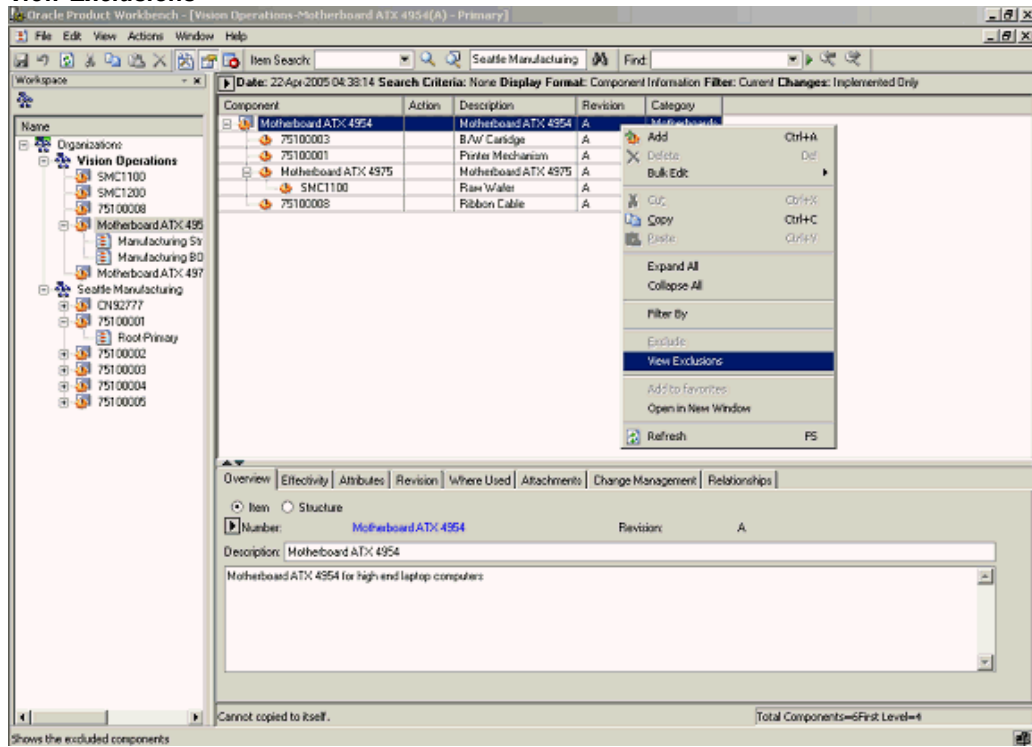 View Exclusions
Oracle Product Workbench - [Vision Operations-Motherboard ATX 4954(A) - Primary]
File Edit View Actions Window Help
Item Search: Seattle Manufacturing Find:
Workspace
Date: 22-Apr-2005 04:38:14 Search Criteria: None Display Format: Component Information Filter: Current Changes: Implemented Only
Name
Organizations
Vision Operations
SMC1100
SMC1200
75100008
Motherboard ATX 495
Manufacturing Str
Manufacturing BO
Motherboard ATX 497
Seattle Manufacturing
CN92777
75100001
Root-Primary
75100002
75100003
75100004
75100005
Component Action Description Revision Category
Motherboard ATX 4954 Motherboard ATX 4954 A Motherboards
75100003 B/W Cartidge A
75100001 Printer Mechanism A
Motherboard ATX 4975 Motherboard ATX 4975 A
SMC1100 Raw Wafer A
75100008 Ribbon Cable A
Add Ctrl+A
Delete Del
Bulk Edit
Cut Ctrl+X
Copy Ctrl+C
Paste Ctrl+V
Expand All
Collapse All
Filter By
Exclude
View Exclusions
Add to favorites
Open in New Window
Refresh F5
Overview Effectivity Attributes Revision Where Used Attachments Change Management Relationships
Item Structure
Number: Motherboard ATX 4954 Revision: A
Description: Motherboard ATX 4954
Motherboard ATX 4954 for high end laptop computers
Cannot copied to itself. Total Components=6First Level=4
Shows the excluded components